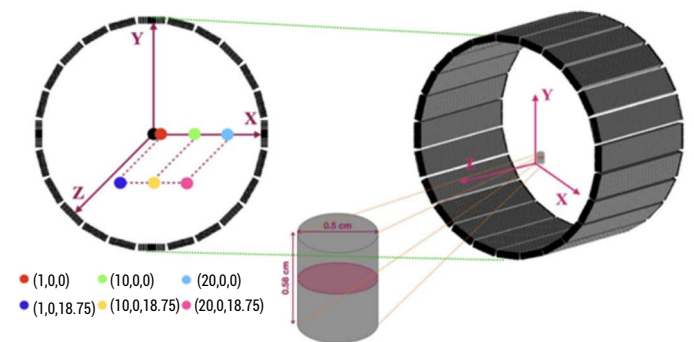 Y
X
Z
Y
Z
X
0.5 cm
0.58 cm
(1,0,0) (10,0,0) (20,0,0)
(1,0,18.75) (10,0,18.75) (20,0,18.75)